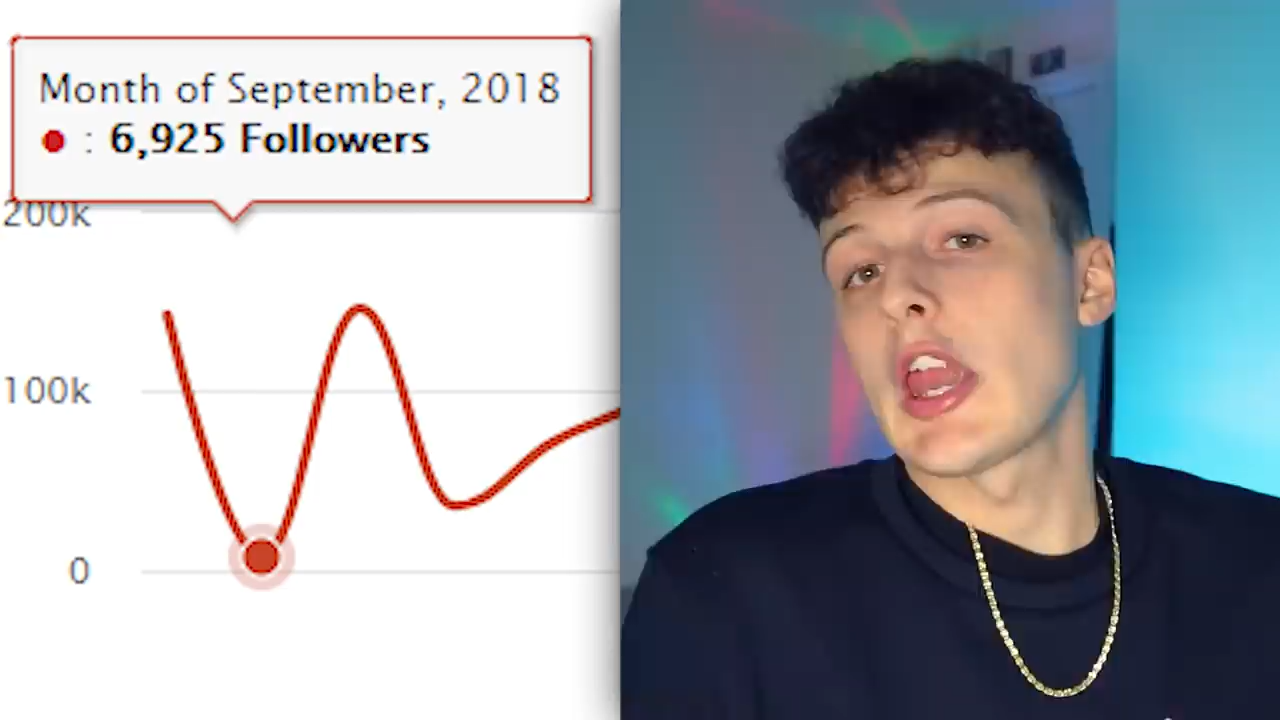 Month of September, 2018
● : 6,925 Followers
200k
100k
0